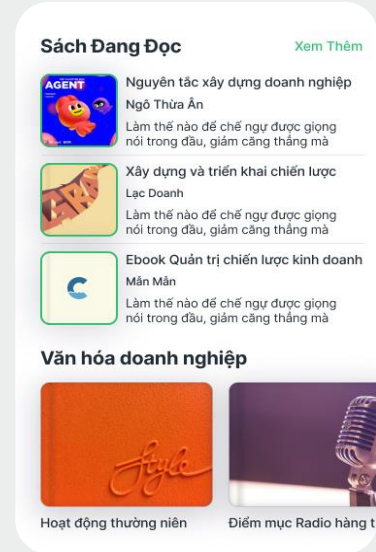 Sách Đang Đọc
Xem Thêm
AGENT
Nguyên tắc xây dựng doanh nghiệp
Ngô Thừa Ân
Làm thế nào để chế ngự được giọng
nói trong đầu, giảm căng thẳng mà
Xây dựng và triển khai chiến lược
Lạc Doanh
Làm thế nào để chế ngự được giọng
nói trong đầu, giảm căng thẳng mà
Ebook Quản trị chiến lược kinh doanh
Mẫn Mẫn
Làm thế nào để chế ngự được giọng
nói trong đầu, giảm căng thẳng mà
Văn hóa doanh nghiệp
Style
Hoạt động thường niên
Điểm mục Radio hàng t